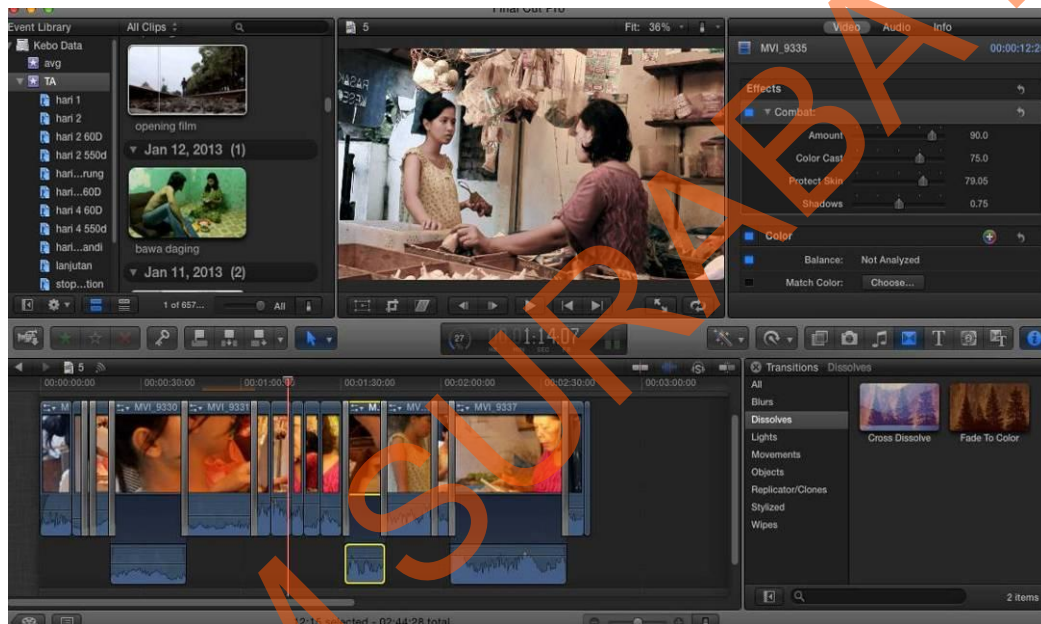 Final Cut Pro
Event Library
All Clips
Kebo Data
avg
TA
hari 1
hari 2
hari 2 60D
hari 2 550d
hari...rung
hari...60D
hari 4 60D
hari 4 550d
hari...andi
lanjutan
stop...tion
opening film
Jan 12, 2013 (1)
bawa daging
Jan 11, 2013 (2)
1 of 657...
All
5
Fit: 36%
Video
Audio
Info
MVI_9335
Effects
Combat:
Amount 90.0
Color Cast 75.0
Protect Skin 79.05
Shadows 0.75
Color
Balance: Not Analyzed
Match Color: Choose...
27
1:14:07
5
00:00:00:00
00:00:30:00
00:01:00
00:01:30:00
00:02:00:00
00:02:30:00
00:03:00:00
M
MVI_9330
MVI_9331
M.
MV...
MVI_9337
Transitions Dissolves
All
Blurs
Dissolves
Lights
Movements
Objects
Replicator/Clones
Stylized
Wipes
Cross Dissolve
Fade To Color
2 items
12:16 selected - 02:44:28 total
SURABA